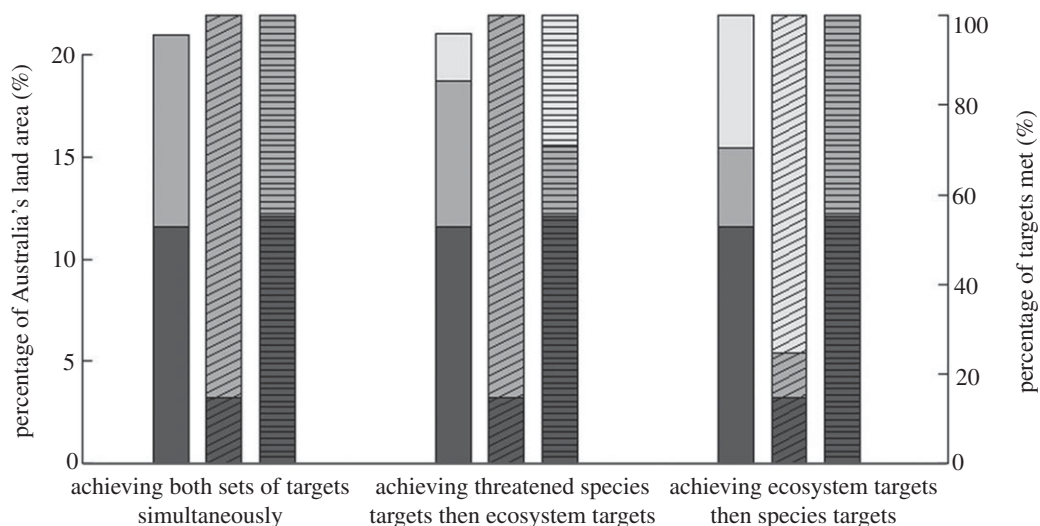 percentage of Australia's land area (%)
20
15
10
5
0
100
80
60
40
20
0
percentage of targets met (%)
achieving both sets of targets
simultaneously
achieving threatened species
targets then ecosystem targets
achieving ecosystem targets
then species targets